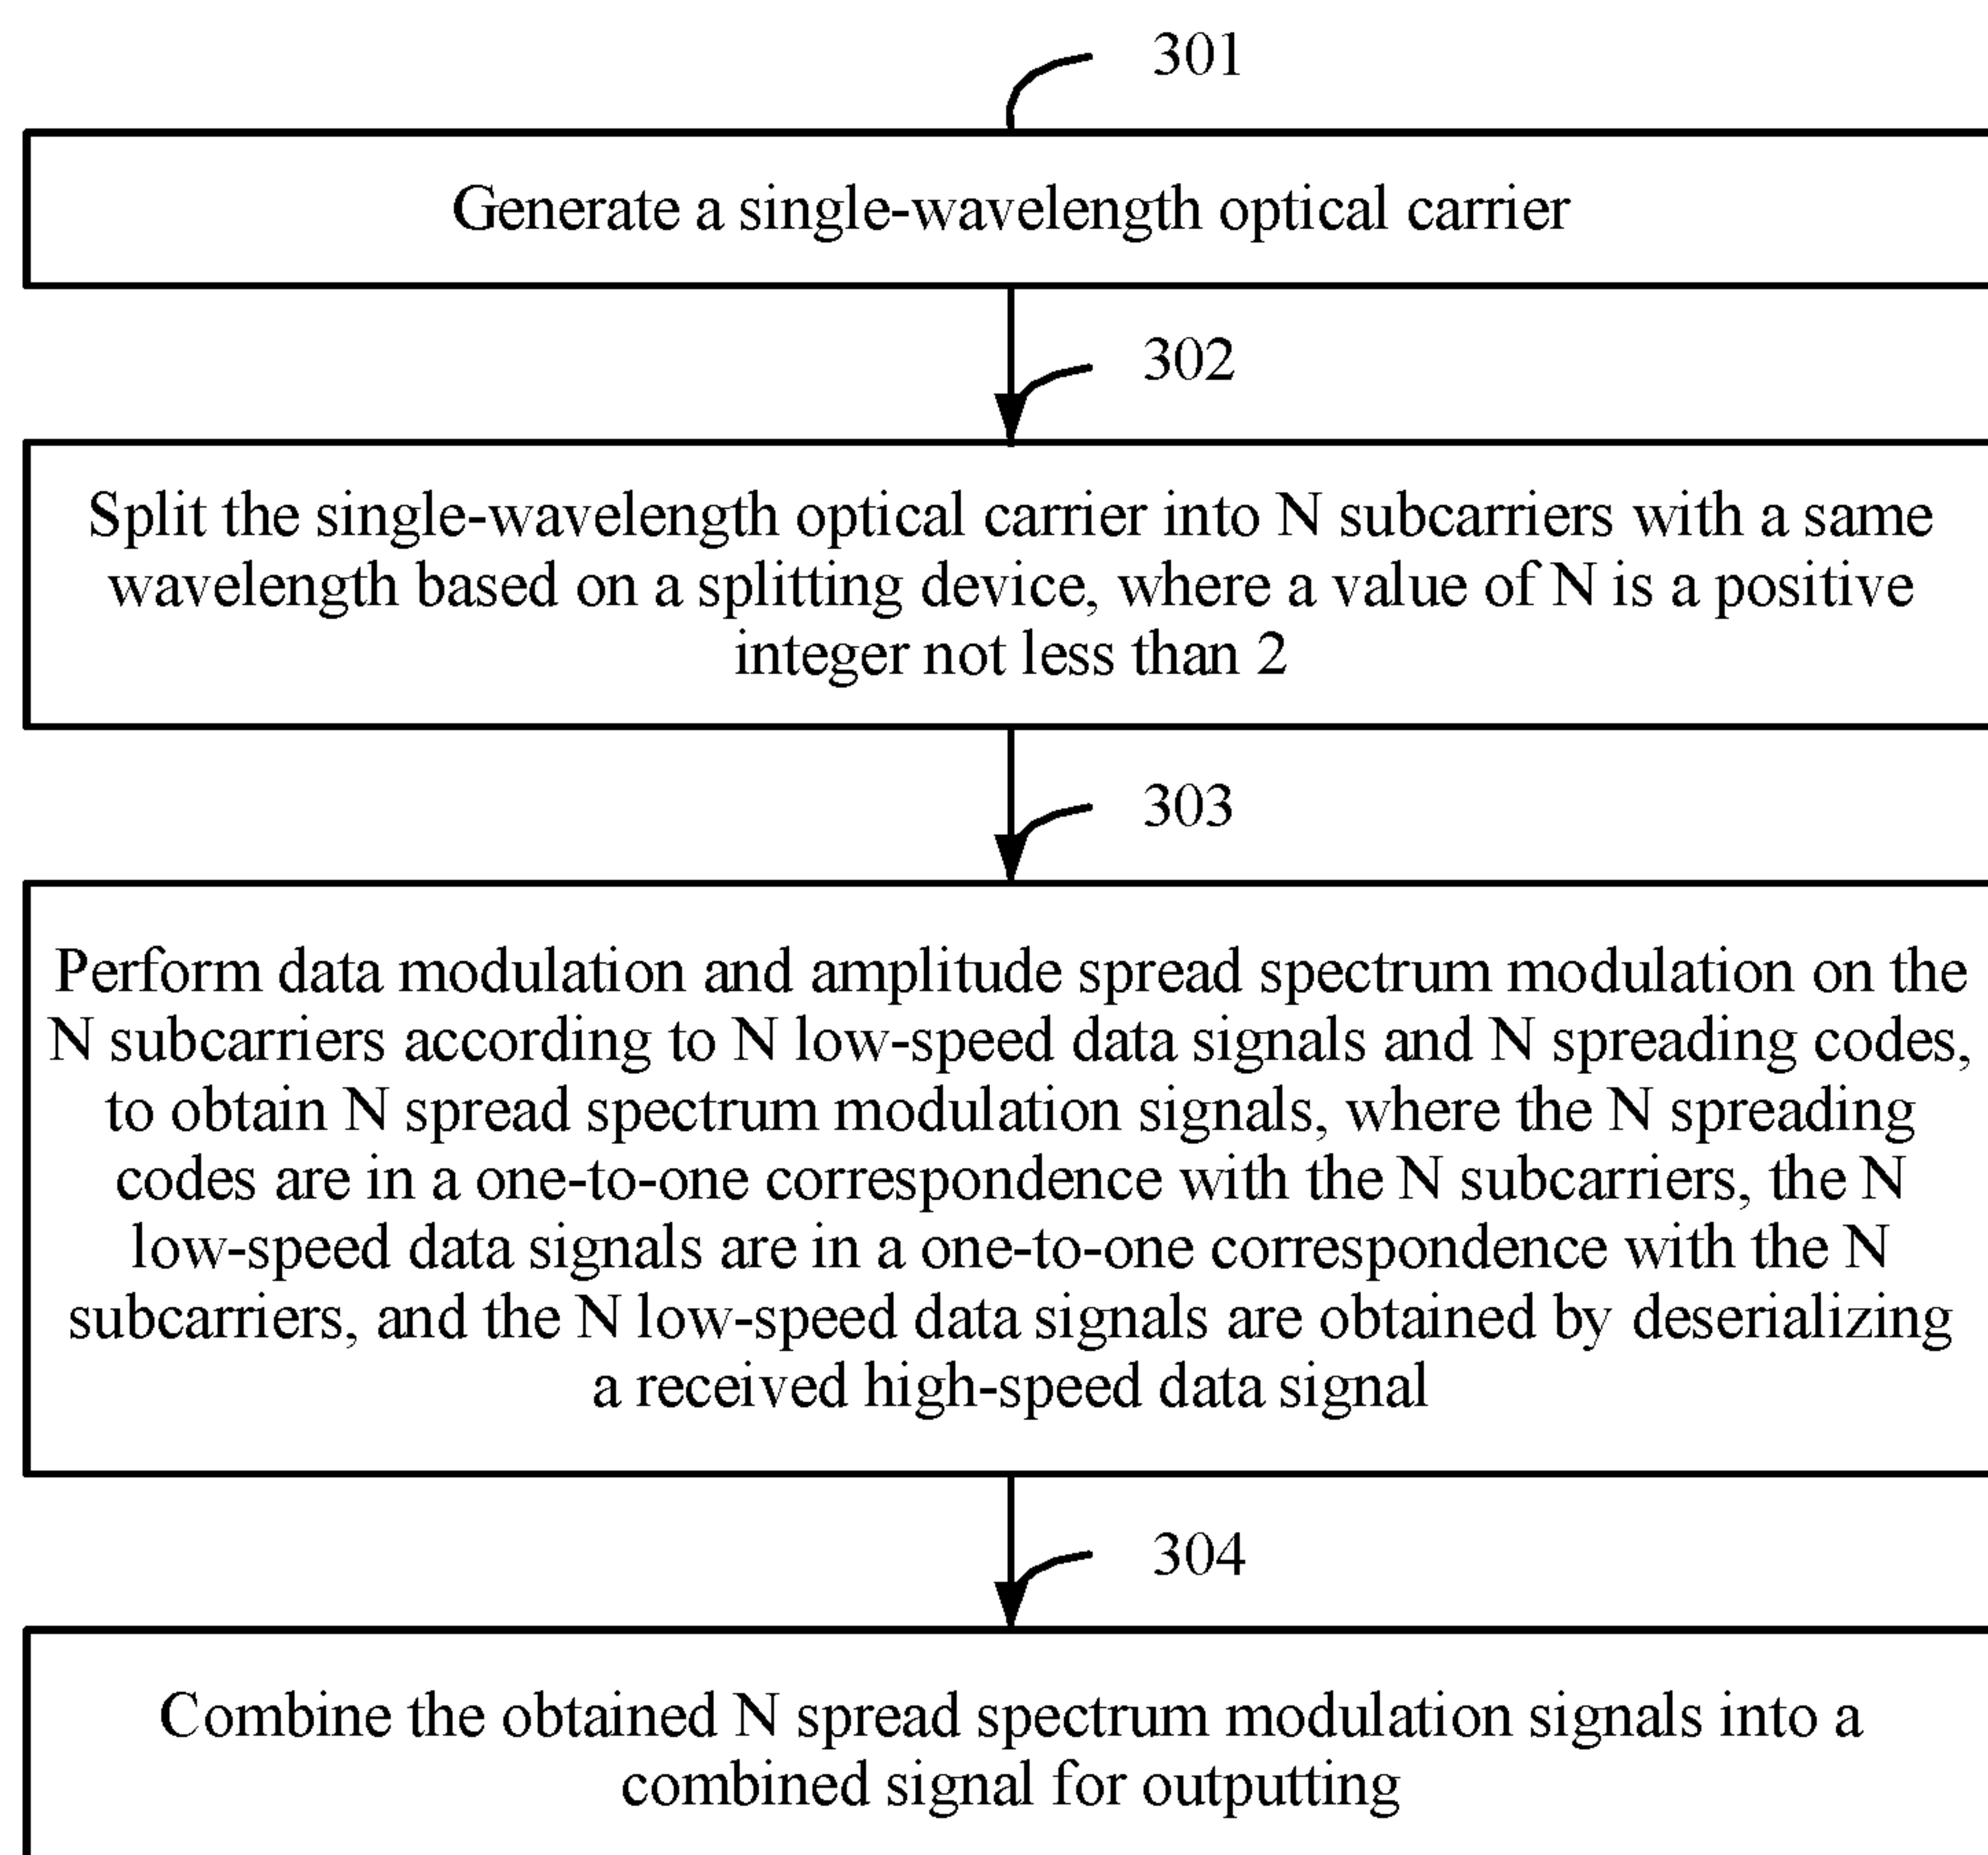 301
Generate a single-wavelength optical carrier
302
Split the single-wavelength optical carrier into N subcarriers with a same
wavelength based on a splitting device, where a value of N is a positive
integer not less than 2
303
Perform data modulation and amplitude spread spectrum modulation on the
N subcarriers according to N low-speed data signals and N spreading codes,
to obtain N spread spectrum modulation signals, where the N spreading
codes are in a one-to-one correspondence with the N subcarriers, the N
low-speed data signals are in a one-to-one correspondence with the N
subcarriers, and the N low-speed data signals are obtained by deserializing
a received high-speed data signal
304
Combine the obtained N spread spectrum modulation signals into a
combined signal for outputting